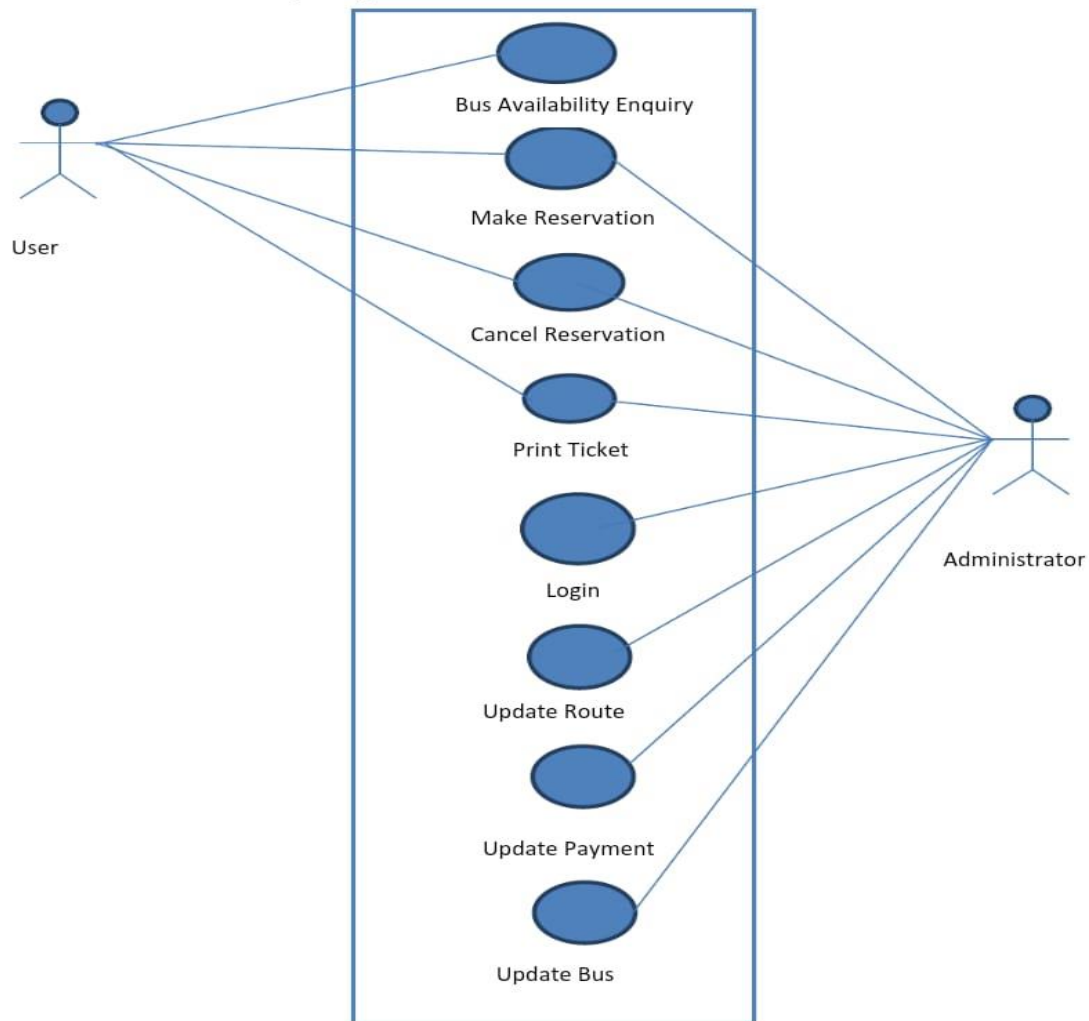 Bus Availability Enquiry
Make Reservation
User
Cancel Reservation
Print Ticket
Administrator
Login
Update Route
Update Payment
Update Bus